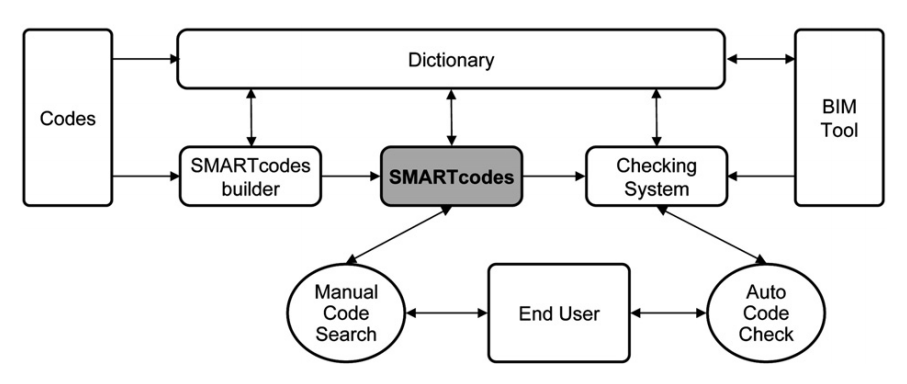 Dictionary
Codes
BIM
Tool
SMARTcodes
builder
SMARTcodes
Checking
System
Manual
Code
Search
End User
Auto
Code
Check